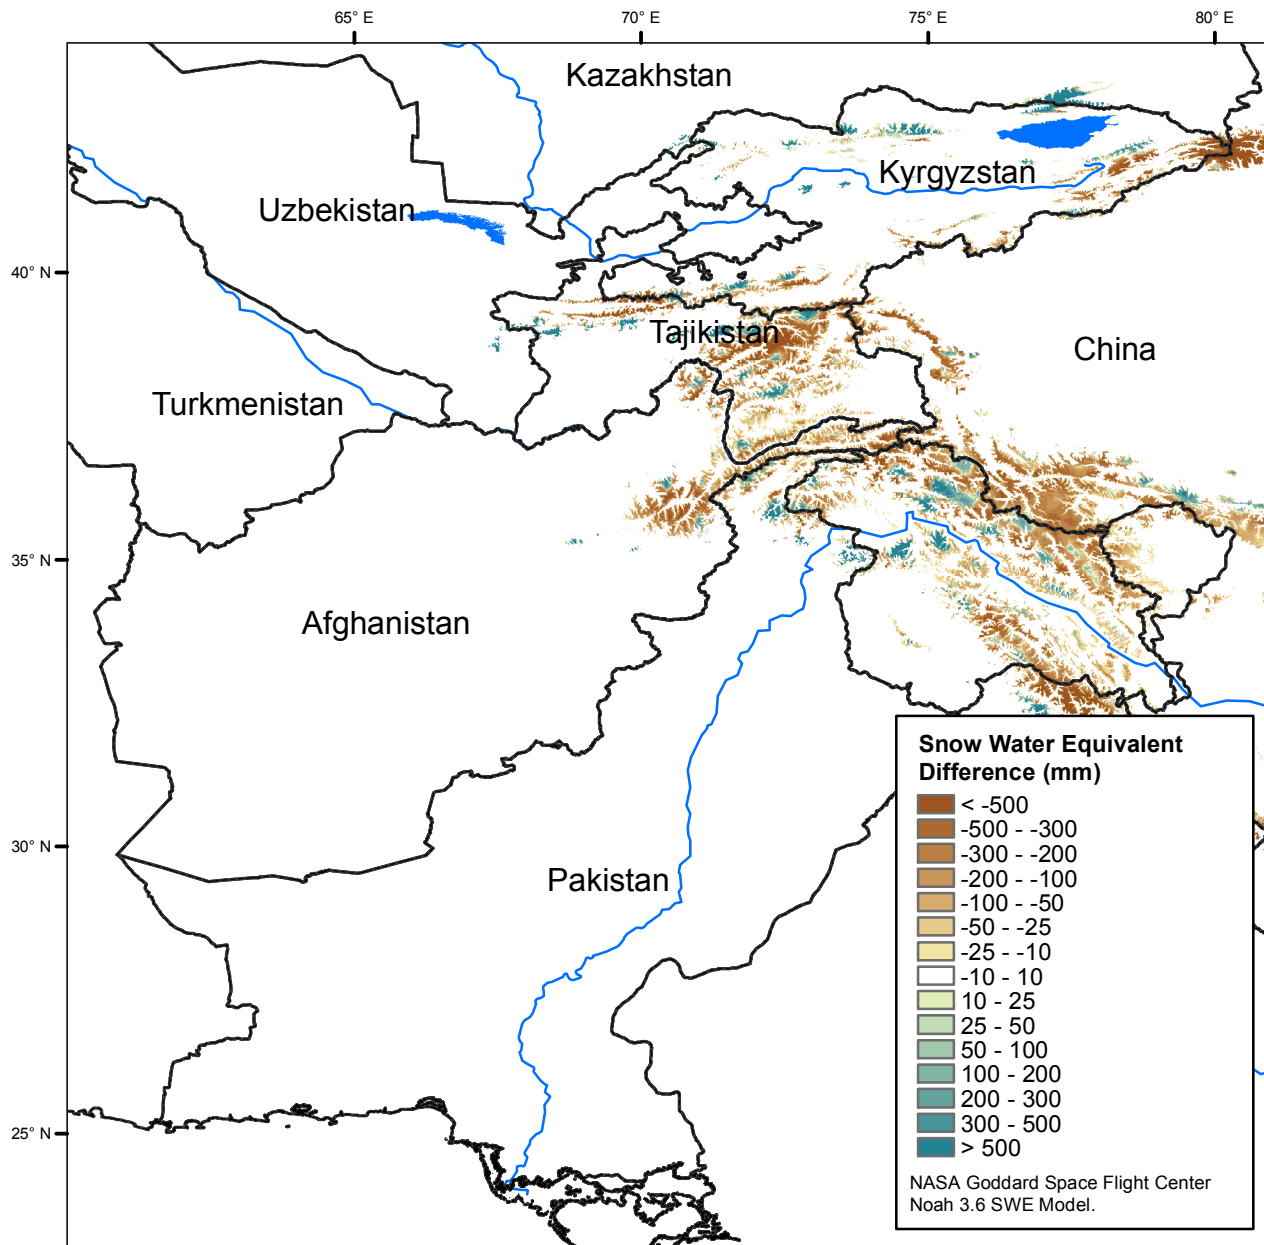 65° E
70° E
75° E
80° E
Kazakhstan
Kyrgyzstan
Uzbekistan
40° N
Tajikistan
China
Turkmenistan
35° N
Afghanistan
30° N
Pakistan
25° N
Snow Water Equivalent
Difference (mm)
< -500
-500 - -300
-300 - -200
-200 - -100
-100 - -50
-50 - -25
-25 - -10
-10 - 10
10 - 25
25 - 50
50 - 100
100 - 200
200 - 300
300 - 500
> 500
NASA Goddard Space Flight Center
Noah 3.6 SWE Model.